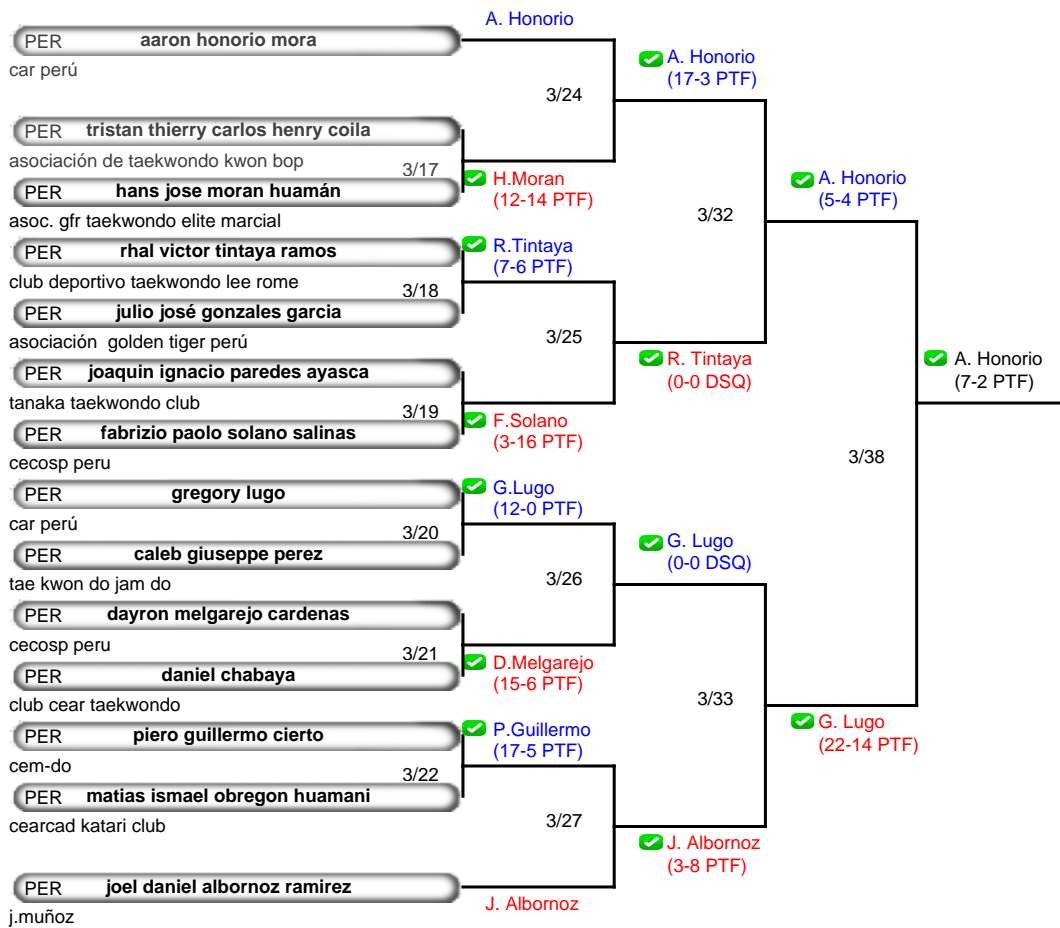 A. Honorio
PER aaron honorio mora
car perú
A. Honorio
(17-3 PTF)
3/24
PER tristan thierry carlos henry coila
asociación de taekwondo kwon bop
3/17
H.Moran
(12-14 PTF)
PER hans jose moran huamán
asoc. gfr taekwondo elite marcial
A. Honorio
(5-4 PTF)
3/32
PER rhal victor tintaya ramos
R.Tintaya
(7-6 PTF)
club deportivo taekwondo lee rome
3/18
PER julio josé gonzales garcia
asociación  golden tiger perú
3/25
R. Tintaya
(0-0 DSQ)
PER joaquin ignacio paredes ayasca
tanaka taekwondo club
3/19
F.Solano
(3-16 PTF)
PER fabrizio paolo solano salinas
cecosp peru
A. Honorio
(7-2 PTF)
3/38
PER gregory lugo
G.Lugo
(12-0 PTF)
car perú
3/20
PER caleb giuseppe perez
tae kwon do jam do
G. Lugo
(0-0 DSQ)
3/26
PER dayron melgarejo cardenas
cecosp peru
3/21
D.Melgarejo
(15-6 PTF)
PER daniel chabaya
club cear taekwondo
3/33
G. Lugo
(22-14 PTF)
PER piero guillermo cierto
P.Guillermo
(17-5 PTF)
cem-do
3/22
PER matias ismael obregon huamani
cearcad katari club
3/27
J. Albornoz
(3-8 PTF)
PER joel daniel albornoz ramirez
J. Albornoz
j.muñoz